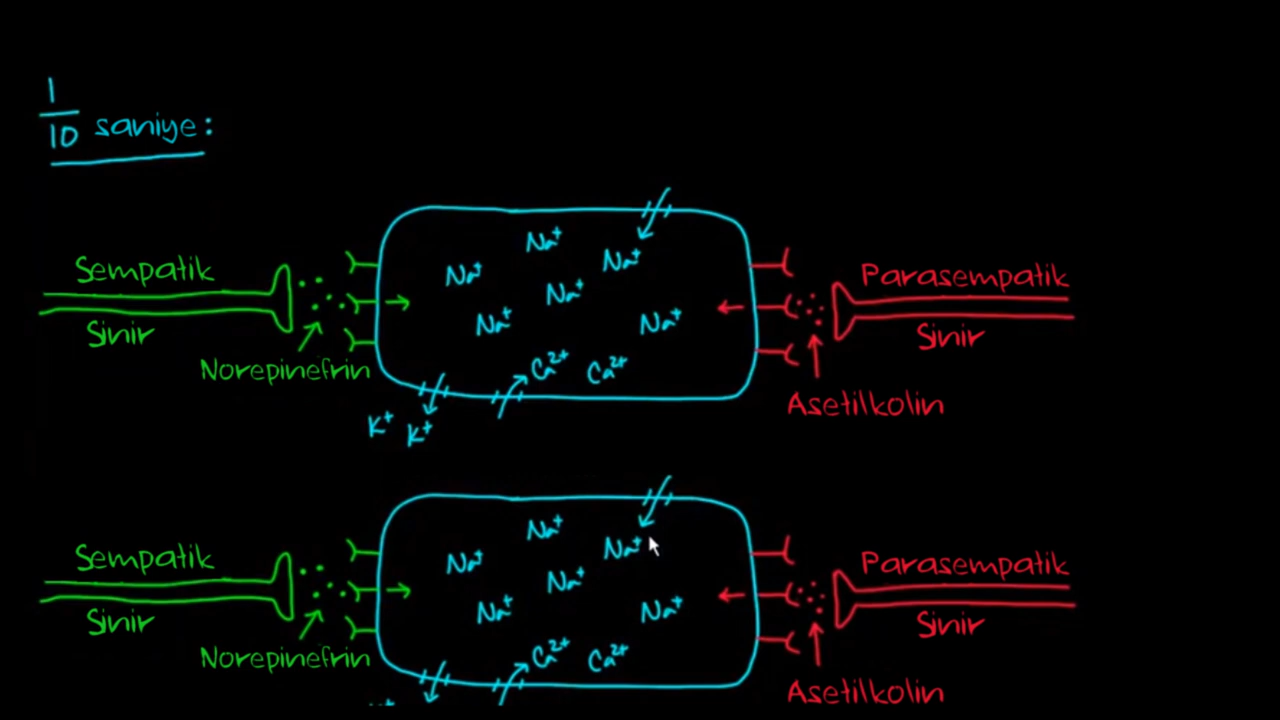 1
10 saniye:
Sempatik
Sinir
Norepinefrin
Na⁺
Na⁺
Na⁺
Na⁺
Na⁺
Na⁺
Ca²⁺
Ca²⁺
K⁺
K⁺
Parasempatik
Sinir
Asetilkolin
Sempatik
Sinir
Norepinefrin
Na⁺
Na⁺
Na⁺
Na⁺
Na⁺
Na⁺
Ca²⁺
Ca²⁺
Parasempatik
Sinir
Asetilkolin